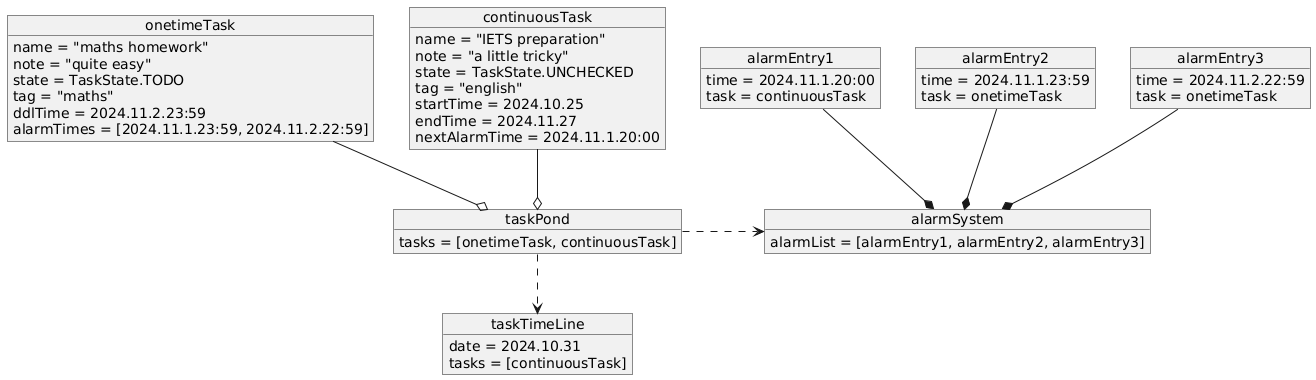 onetimeTask
name = "maths homework"
note = "quite easy"
state = TaskState.TODO
tag = "maths"
ddlTime = 2024.11.2.23:59
alarmTimes = [2024.11.1.23:59, 2024.11.2.22:59]
continuousTask
name = "IETS preparation"
note = "a little tricky"
state = TaskState.UNCHECKED
tag = "english"
startTime = 2024.10.25
endTime = 2024.11.27
nextAlarmTime = 2024.11.1.20:00
alarmEntry1
time = 2024.11.1.20:00
task = continuousTask
alarmEntry2
time = 2024.11.1.23:59
task = onetimeTask
alarmEntry3
time = 2024.11.2.22:59
task = onetimeTask
taskPond
tasks = [onetimeTask, continuousTask]
alarmSystem
alarmList = [alarmEntry1, alarmEntry2, alarmEntry3]
taskTimeLine
date = 2024.10.31
tasks = [continuousTask]